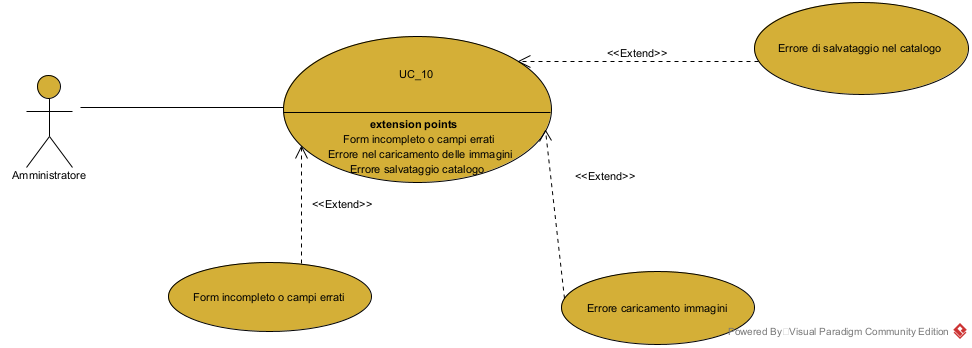 Errore di salvataggio nel catalogo
<<Extend>>
UC_10
extension points
Form incompleto o campi errati
Errore nel caricamento delle immagini
Errore salvataggio catalogo
Amministratore
<<Extend>>
<<Extend>>
Form incompleto o campi errati
Errore caricamento immagini
Powered By Visual Paradigm Community Edition